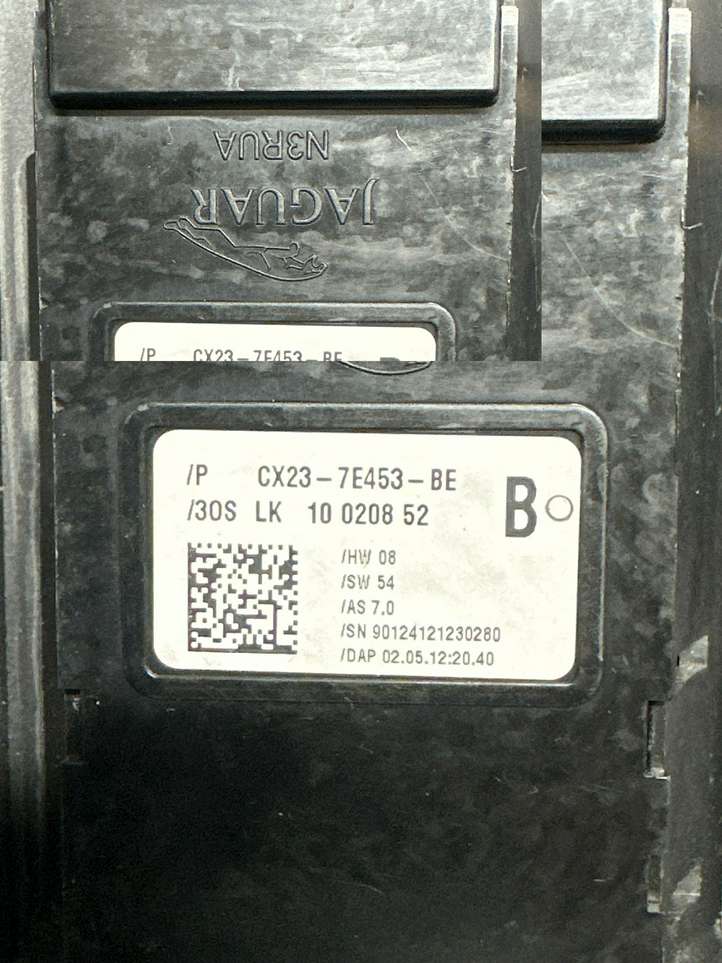 N3RUA
JAGUAR
/P CX23-7E453-BE
/P CX23-7E453-BE
/3OS LK 10 0208 52
B
/HW 08
/SW 54
/AS 7.0
/SN 90124121230280
/DAP 02.05.12:20.40